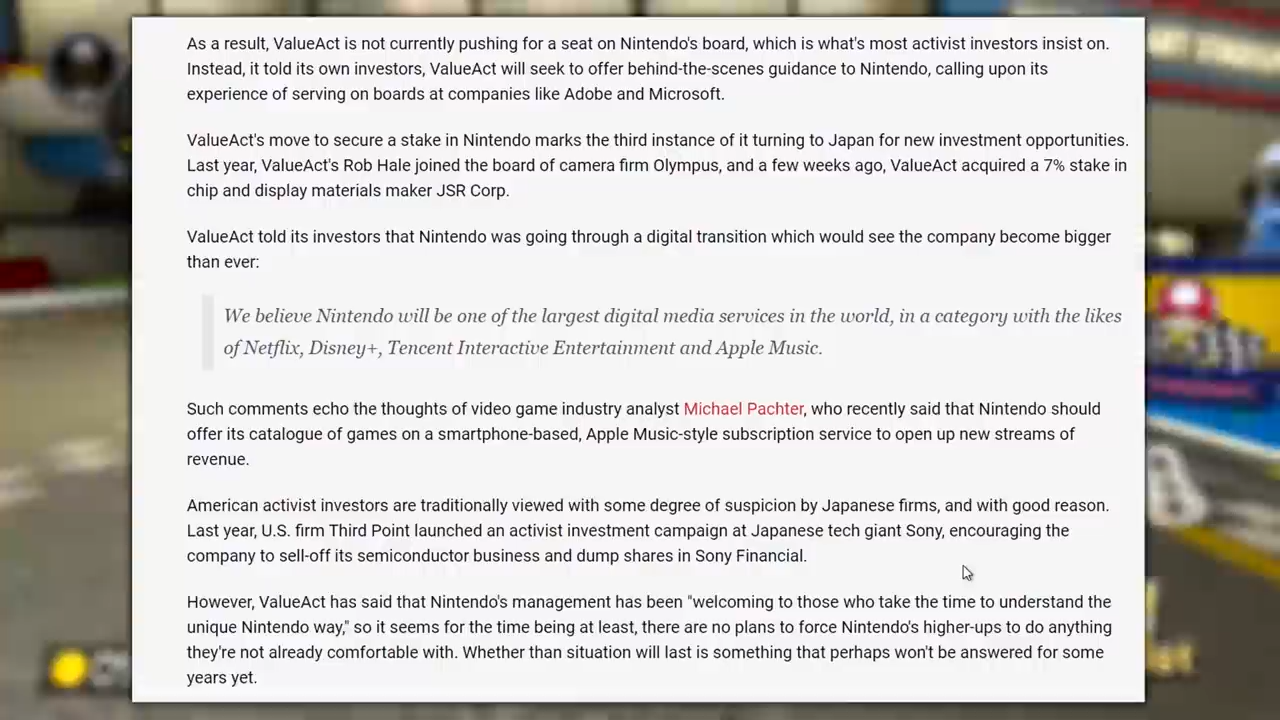 As a result, ValueAct is not currently pushing for a seat on Nintendo's board, which is what's most activist investors insist on.
Instead, it told its own investors, ValueAct will seek to offer behind-the-scenes guidance to Nintendo, calling upon its
experience of serving on boards at companies like Adobe and Microsoft.
ValueAct's move to secure a stake in Nintendo marks the third instance of it turning to Japan for new investment opportunities.
Last year, ValueAct's Rob Hale joined the board of camera firm Olympus, and a few weeks ago, ValueAct acquired a 7% stake in
chip and display materials maker JSR Corp.
ValueAct told its investors that Nintendo was going through a digital transition which would see the company become bigger
than ever:
We believe Nintendo will be one of the largest digital media services in the world, in a category with the likes
of Netflix, Disney+, Tencent Interactive Entertainment and Apple Music.
Such comments echo the thoughts of video game industry analyst Michael Pachter, who recently said that Nintendo should
offer its catalogue of games on a smartphone-based, Apple Music-style subscription service to open up new streams of
revenue.
American activist investors are traditionally viewed with some degree of suspicion by Japanese firms, and with good reason.
Last year, U.S. firm Third Point launched an activist investment campaign at Japanese tech giant Sony, encouraging the
company to sell-off its semiconductor business and dump shares in Sony Financial.
However, ValueAct has said that Nintendo's management has been "welcoming to those who take the time to understand the
unique Nintendo way," so it seems for the time being at least, there are no plans to force Nintendo's higher-ups to do anything
they're not already comfortable with. Whether than situation will last is something that perhaps won't be answered for some
years yet.